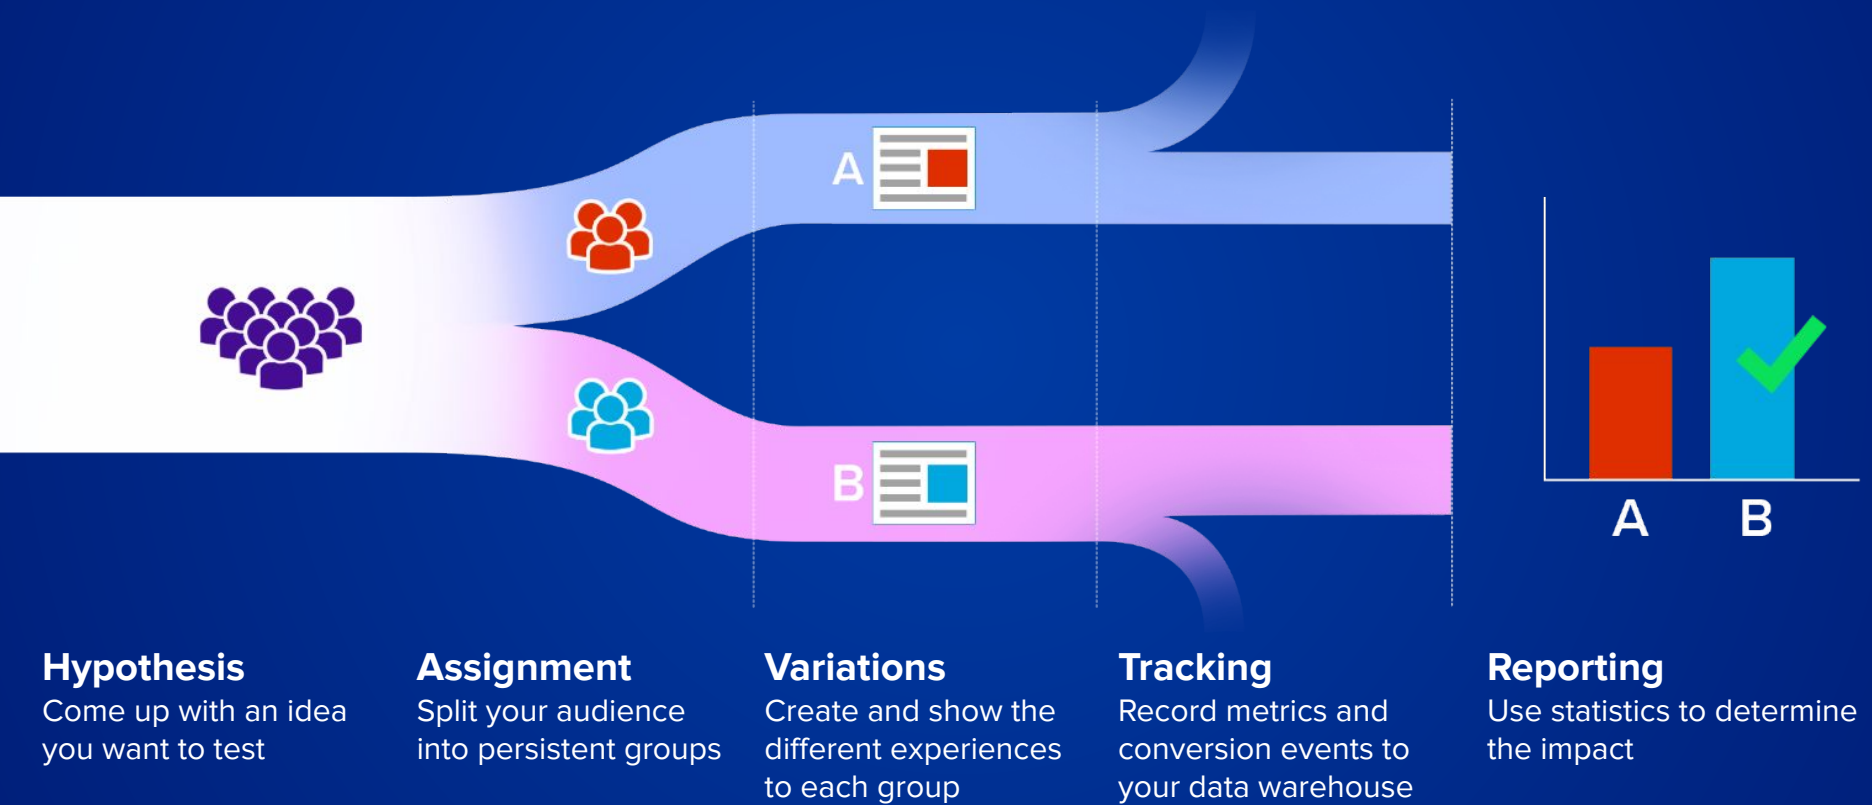 A
B
A
B
Hypothesis
Come up with an idea
you want to test
Assignment
Split your audience
into persistent groups
Variations
Create and show the
different experiences
to each group
Tracking
Record metrics and
conversion events to
your data warehouse
Reporting
Use statistics to determine
the impact